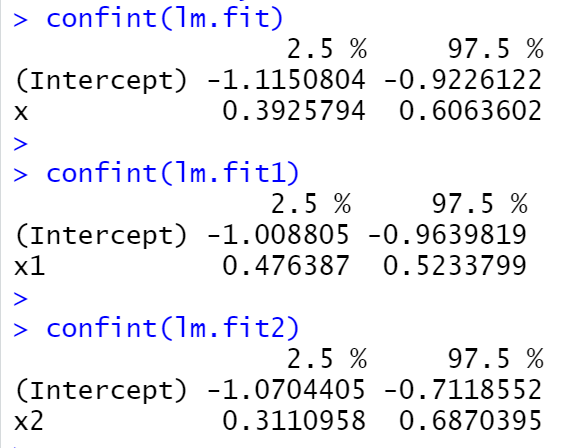 > confint(lm.fit)
2.5 % 97.5 %
(Intercept) -1.1150804 -0.9226122
x 0.3925794 0.6063602
>
> confint(lm.fit1)
2.5 % 97.5 %
(Intercept) -1.008805 -0.9639819
x1 0.476387 0.5233799
>
> confint(lm.fit2)
2.5 % 97.5 %
(Intercept) -1.0704405 -0.7118552
x2 0.3110958 0.6870395